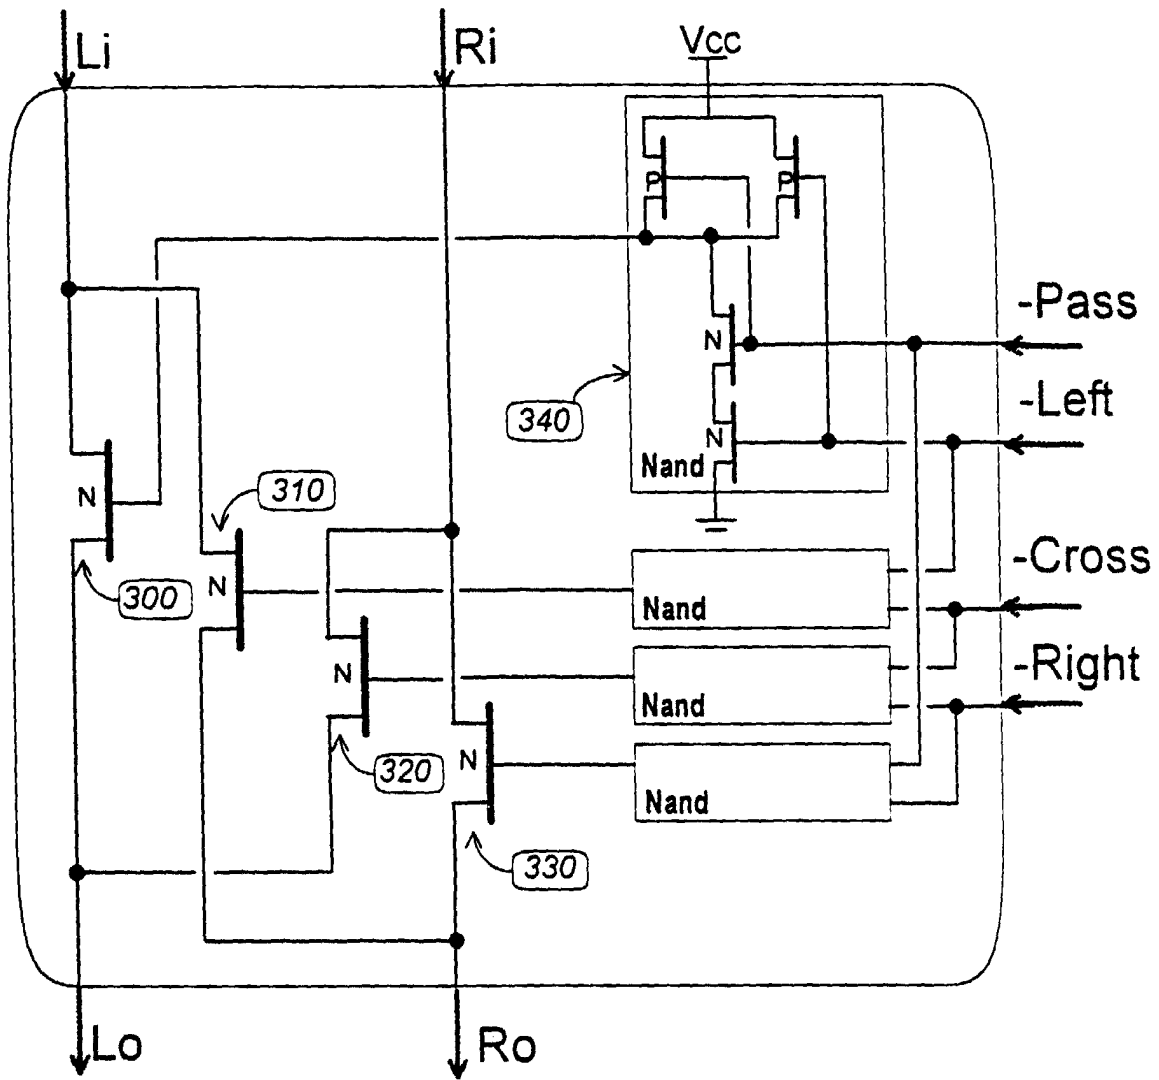 Li
Ri
Vcc
P
P
-Pass
N
-Left
340
N
Nand
N
310
-Cross
N
300
Nand
-Right
N
Nand
320
N
Nand
330
Lo
Ro